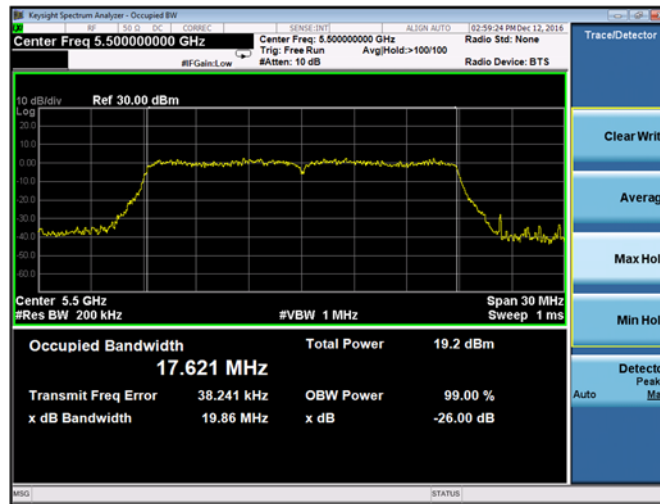 Keysight Spectrum Analyzer - Occupied BW
RF 50 Ω DC CORREC SENSE:INT ALIGN AUTO 02:59:24 PM Dec 12, 2016
Center Freq 5.500000000 GHz
Center Freq: 5.500000000 GHz
Radio Std: None
Trig: Free Run Avg|Hold:>100/100
#IFGain:Low
#Atten: 10 dB
Radio Device: BTS
10 dB/div Ref 30.00 dBm
Log
20.0
10.0
0.00
-10.0
-20.0
-30.0
-40.0
-50.0
-60.0
Center 5.5 GHz
Span 30 MHz
#Res BW 200 kHz
#VBW 1 MHz
Sweep 1 ms
Occupied Bandwidth
17.621 MHz
Total Power 19.2 dBm
Transmit Freq Error 38.241 kHz
OBW Power 99.00 %
x dB Bandwidth 19.86 MHz
x dB -26.00 dB
MSG
STATUS
Trace/Detector
Clear Writ
Averag
Max Hol
Min Hol
Detecto
Peak
Auto Ma